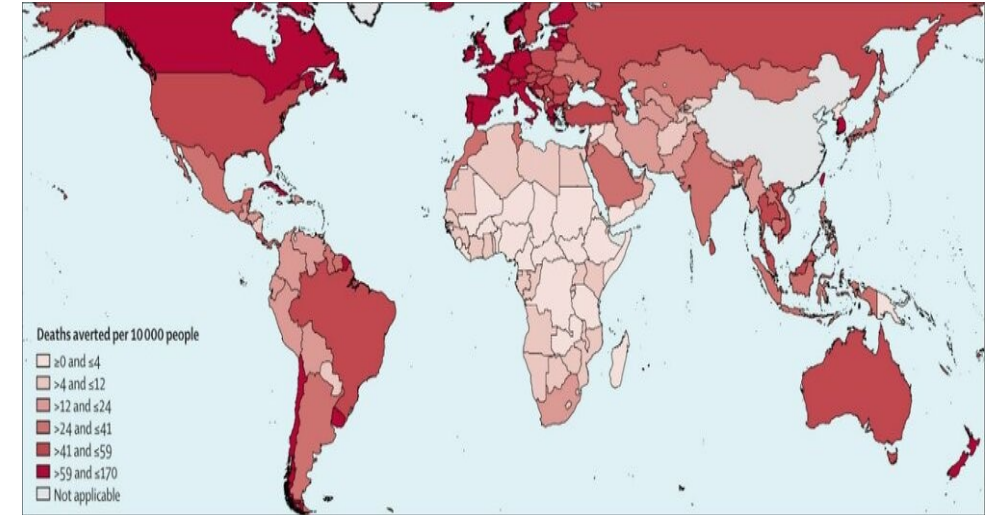 Deaths averted per 10 000 people
≥0 and ≤4
>4 and ≤12
>12 and ≤24
>24 and ≤41
>41 and ≤59
>59 and ≤170
Not applicable